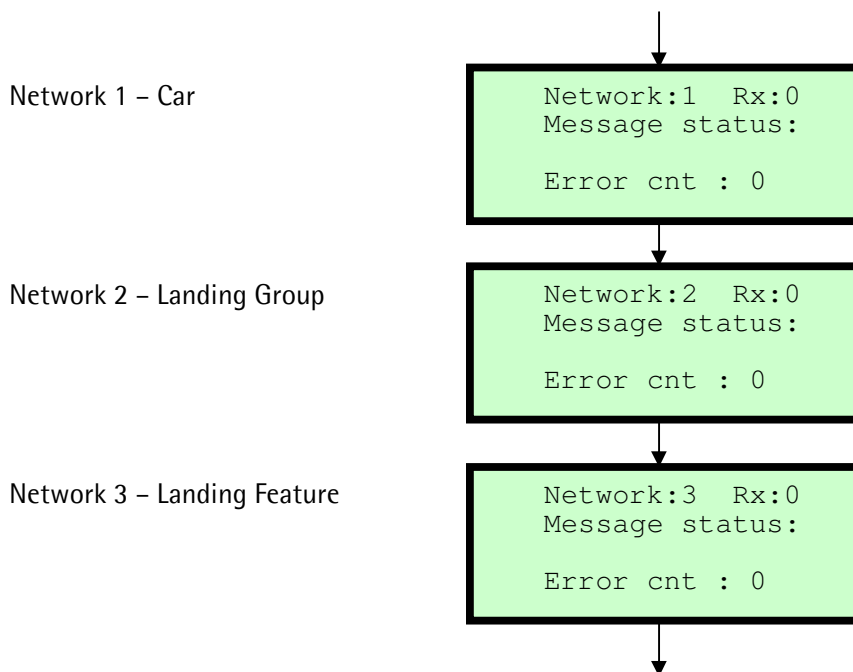 Network 1 – Car
Network:1 Rx:0
Message status:
Error cnt : 0
Network 2 – Landing Group
Network:2 Rx:0
Message status:
Error cnt : 0
Network 3 – Landing Feature
Network:3 Rx:0
Message status:
Error cnt : 0